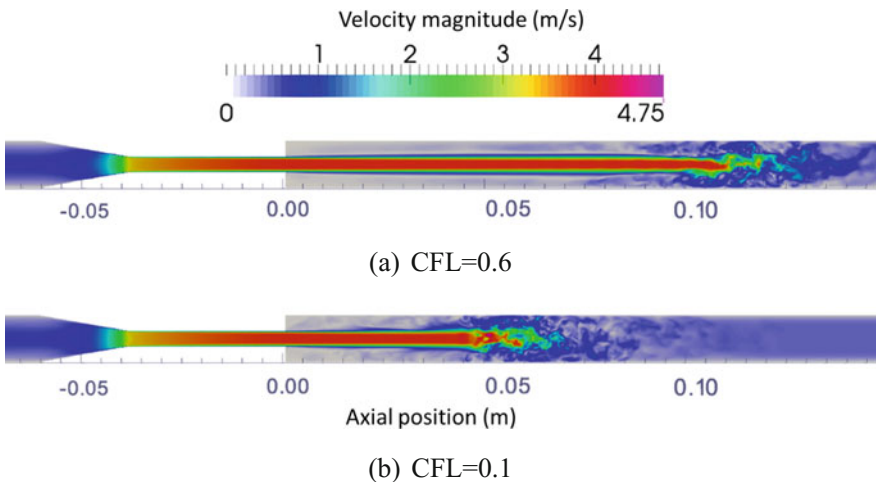 Velocity magnitude (m/s)
1 2 3 4
0 4.75
-0.05 0.00 0.05 0.10
(a) CFL=0.6
-0.05 0.00 0.05 0.10
Axial position (m)
(b) CFL=0.1